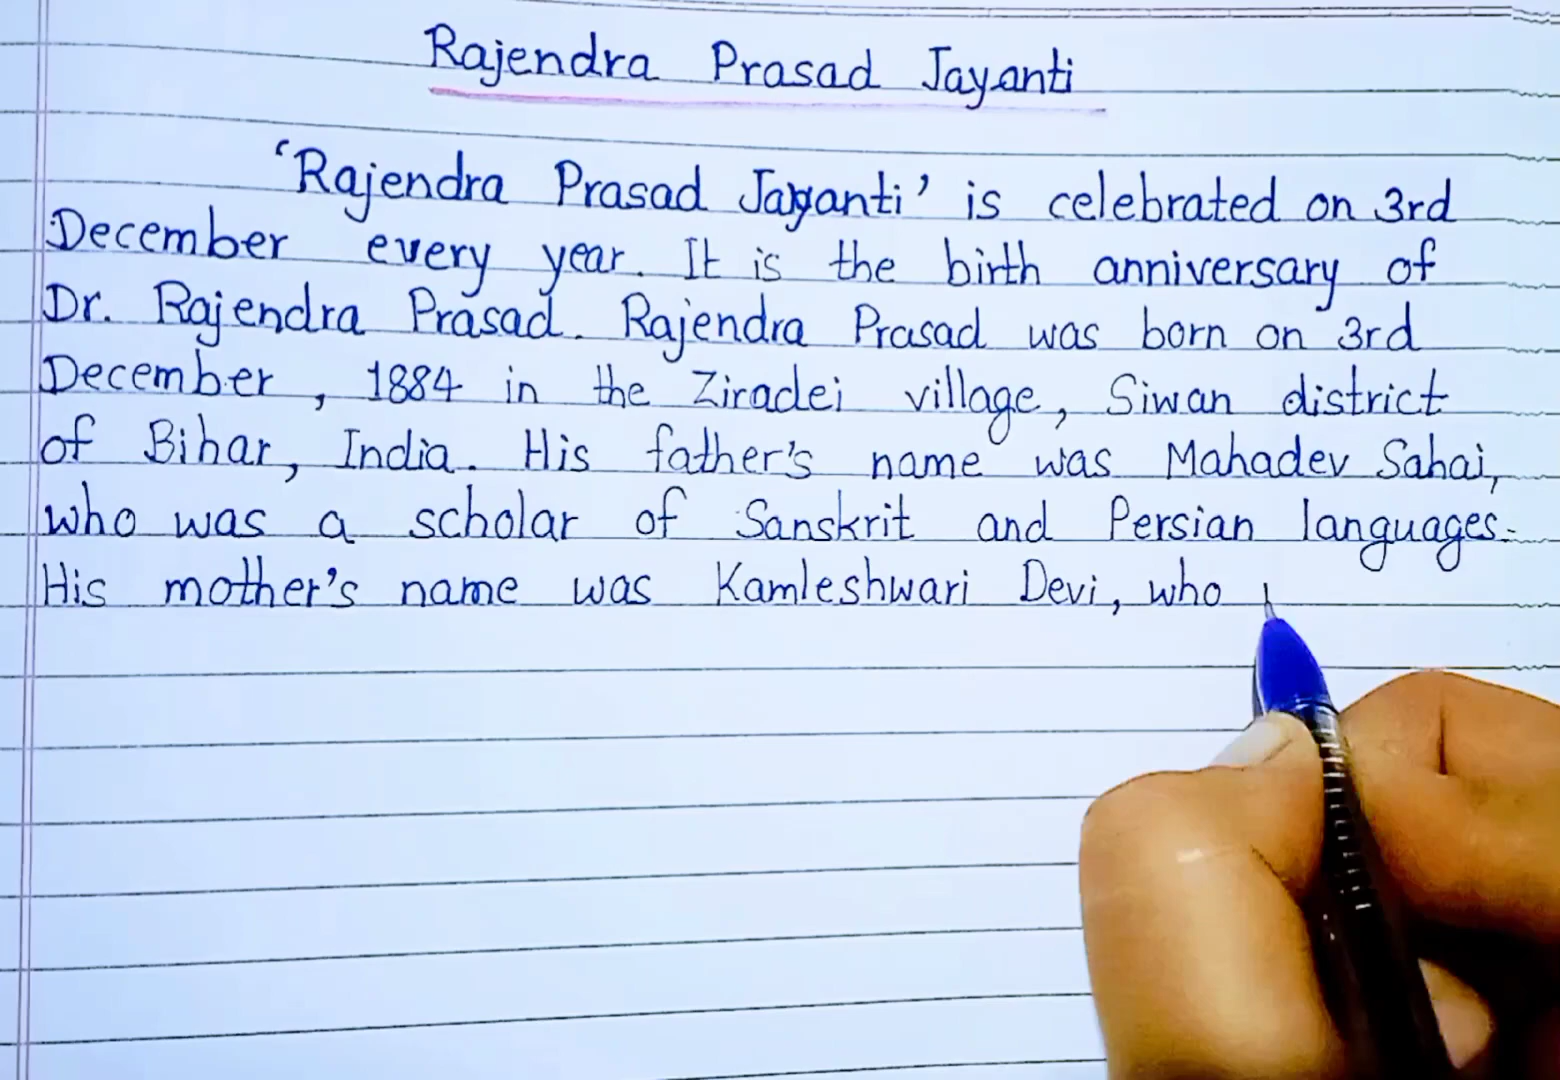 Rajendra Prasad Jayanti
‘Rajendra Prasad Jayanti’ is celebrated on 3rd
December every year. It is the birth anniversary of
Dr. Rajendra Prasad. Rajendra Prasad was born on 3rd
December, 1884 in the Ziradei village, Siwan district
of Bihar, India. His father's name was Mahadev Sahai,
who was a scholar of Sanskrit and Persian languages.
His mother's name was Kamleshwari Devi, who